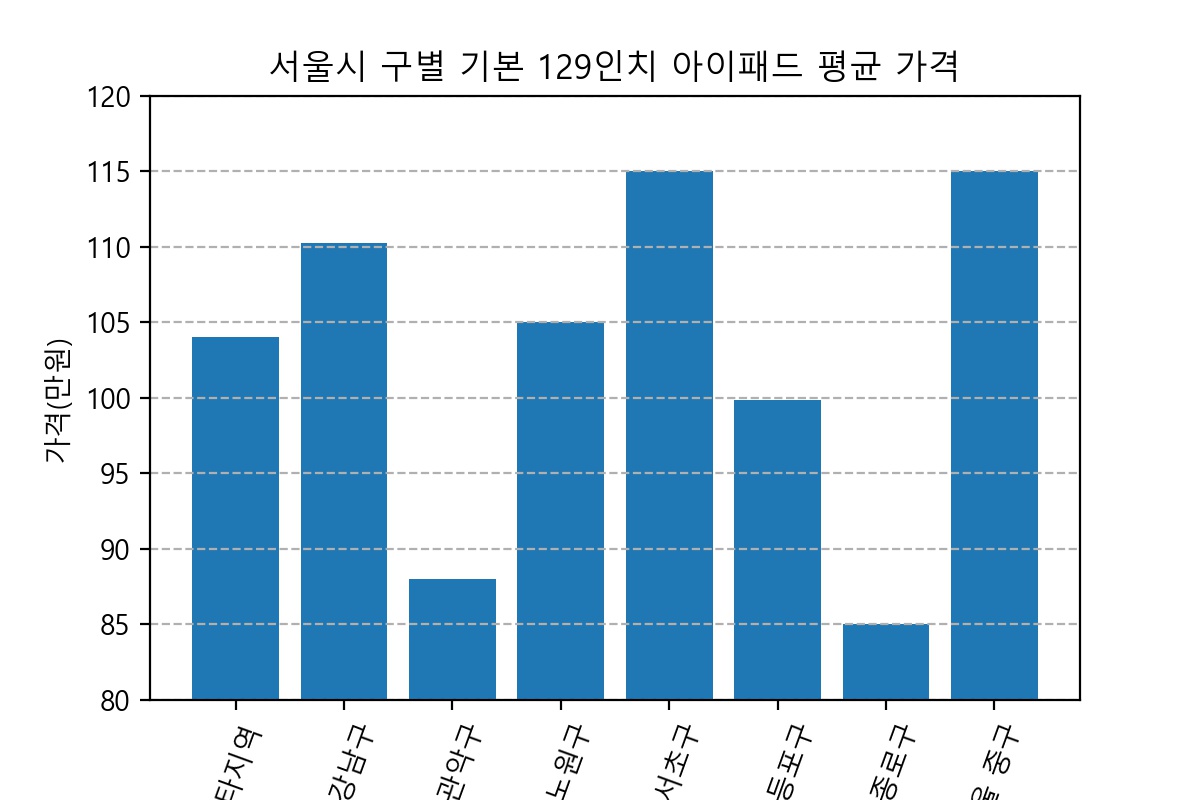 서울시 구별 기본 129인치 아이패드 평균 가격
120
115
110
105
100
95
90
85
80
가격(만원)
타지역
강남구
관악구
노원구
서초구
등포구
종로구
중구